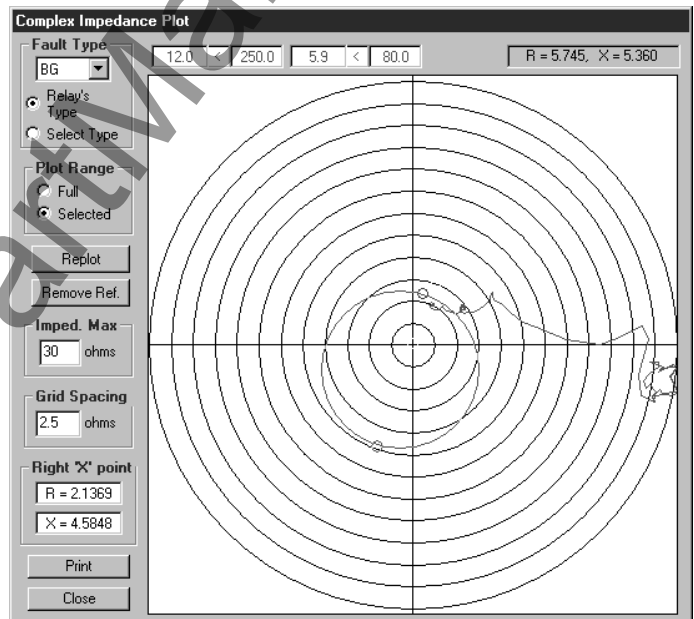 Complex Impedance Plot
Fault Type
BG
Relay's
Type
Select Type
12.0 < 250.0 5.9 < 80.0
R = 5.745, X = 5.360
Plot Range
Full
Selected
Replot
Remove Ref.
Imped. Max
30 ohms
Grid Spacing
2.5 ohms
Right 'X' point
R = 2.1369
X = 4.5848
Print
Close